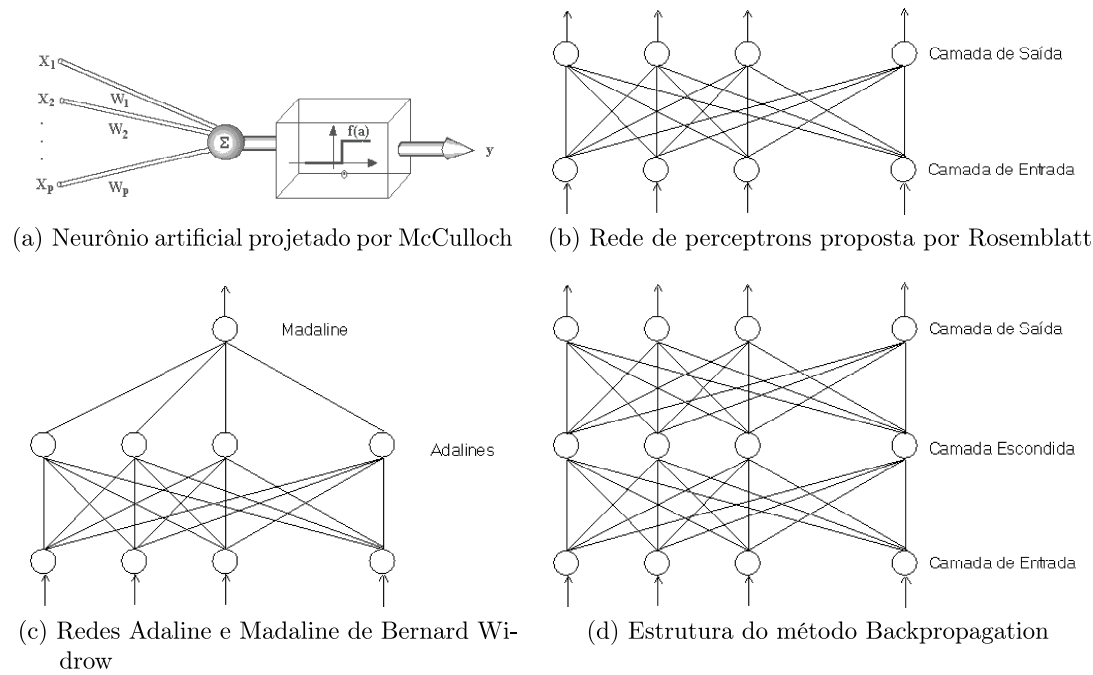 X1
X2
.
.
.
Xp
W1
W2
Wp
Σ
f(a)
0
y
(a) Neurônio artificial projetado por McCulloch
Camada de Saída
Camada de Entrada
(b) Rede de perceptrons proposta por Rosemblatt
Madaline
Adalines
(c) Redes Adaline e Madaline de Bernard Wi-
drow
Camada de Saída
Camada Escondida
Camada de Entrada
(d) Estrutura do método Backpropagation